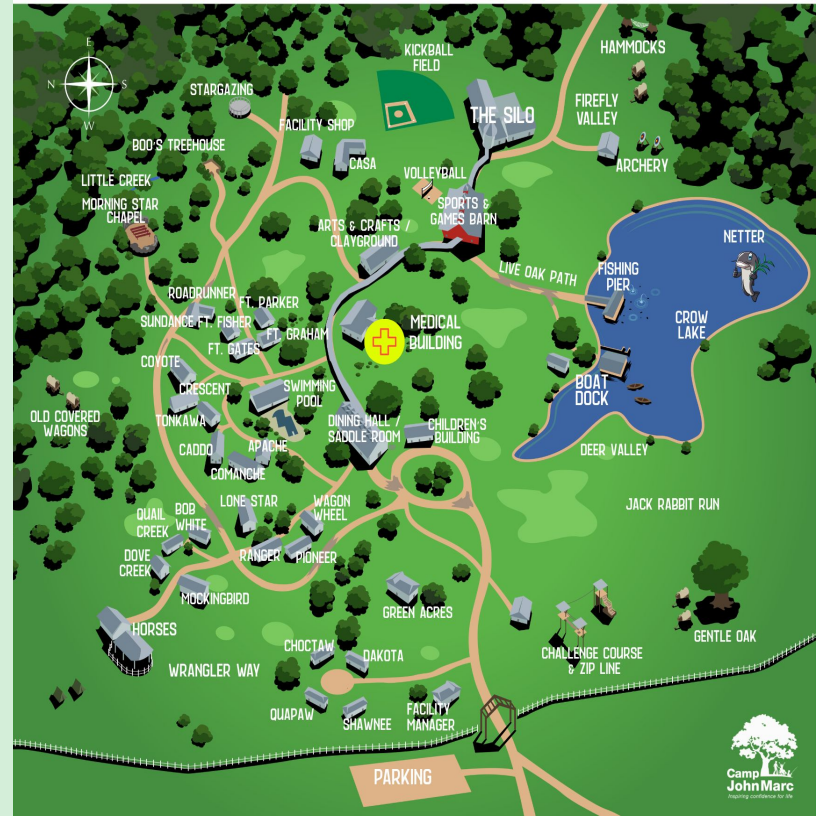 E
N
S
W
STARGAZING
BOO'S TREEHOUSE
LITTLE CREEK
MORNING STAR
CHAPEL
FACILITY SHOP
CASA
KICKBALL
FIELD
THE SILO
HAMMOCKS
FIREFLY
VALLEY
ARCHERY
VOLLEYBALL
SPORTS &
GAMES BARN
ARTS & CRAFTS /
CLAYGROUND
LIVE OAK PATH
FISHING
PIER
NETTER
CROW
LAKE
BOAT
DOCK
DEER VALLEY
ROADRUNNER
FT. PARKER
SUNDANCE
FT. FISHER
FT. GRAHAM
FT. GATES
COYOTE
CRESCENT
TONKAWA
CADDO
APACHE
COMANCHE
SWIMMING
POOL
MEDICAL
BUILDING
DINING HALL /
SADDLE ROOM
CHILDREN'S
BUILDING
OLD COVERED
WAGONS
LONE STAR
WAGON
WHEEL
RANGER
PIONEER
QUAIL
CREEK
BOB
WHITE
DOVE
CREEK
MOCKINGBIRD
HORSES
WRANGLER WAY
GREEN ACRES
CHOCTAW
DAKOTA
QUAPAW
SHAWNEE
FACILITY
MANAGER
JACK RABBIT RUN
GENTLE OAK
CHALLENGE COURSE
& ZIP LINE
PARKING
Camp
John Marc
Inspiring confidence for life